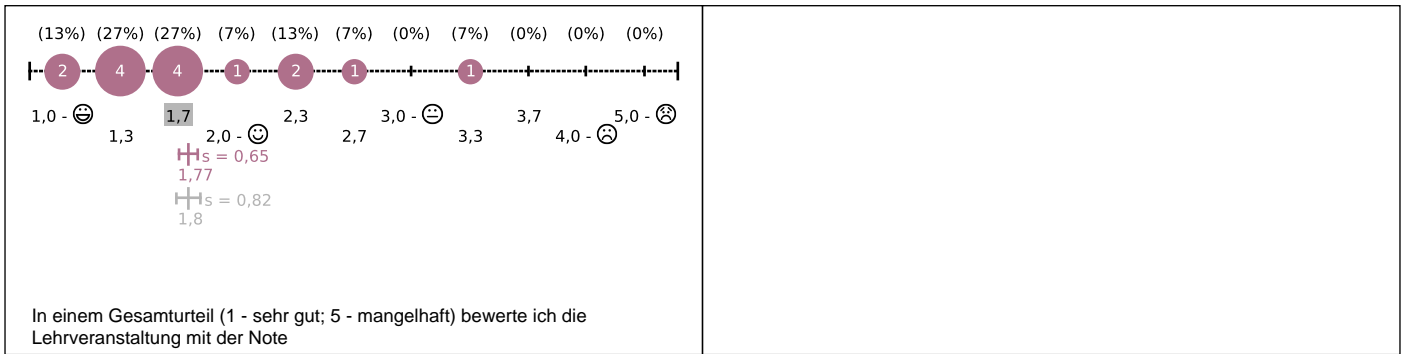 (13%) (27%) (27%) (7%) (13%) (7%) (0%) (7%) (0%) (0%) (0%)
2 4 4 1 2 1 1
1,0 - 1,7 2,3 3,0 - 3,7 5,0 -
1,3 2,0 - 2,7 3,3 4,0 -
s = 0,65
1,77
s = 0,82
1,8
In einem Gesamturteil (1 - sehr gut; 5 - mangelhaft) bewerte ich die
Lehrveranstaltung mit der Note